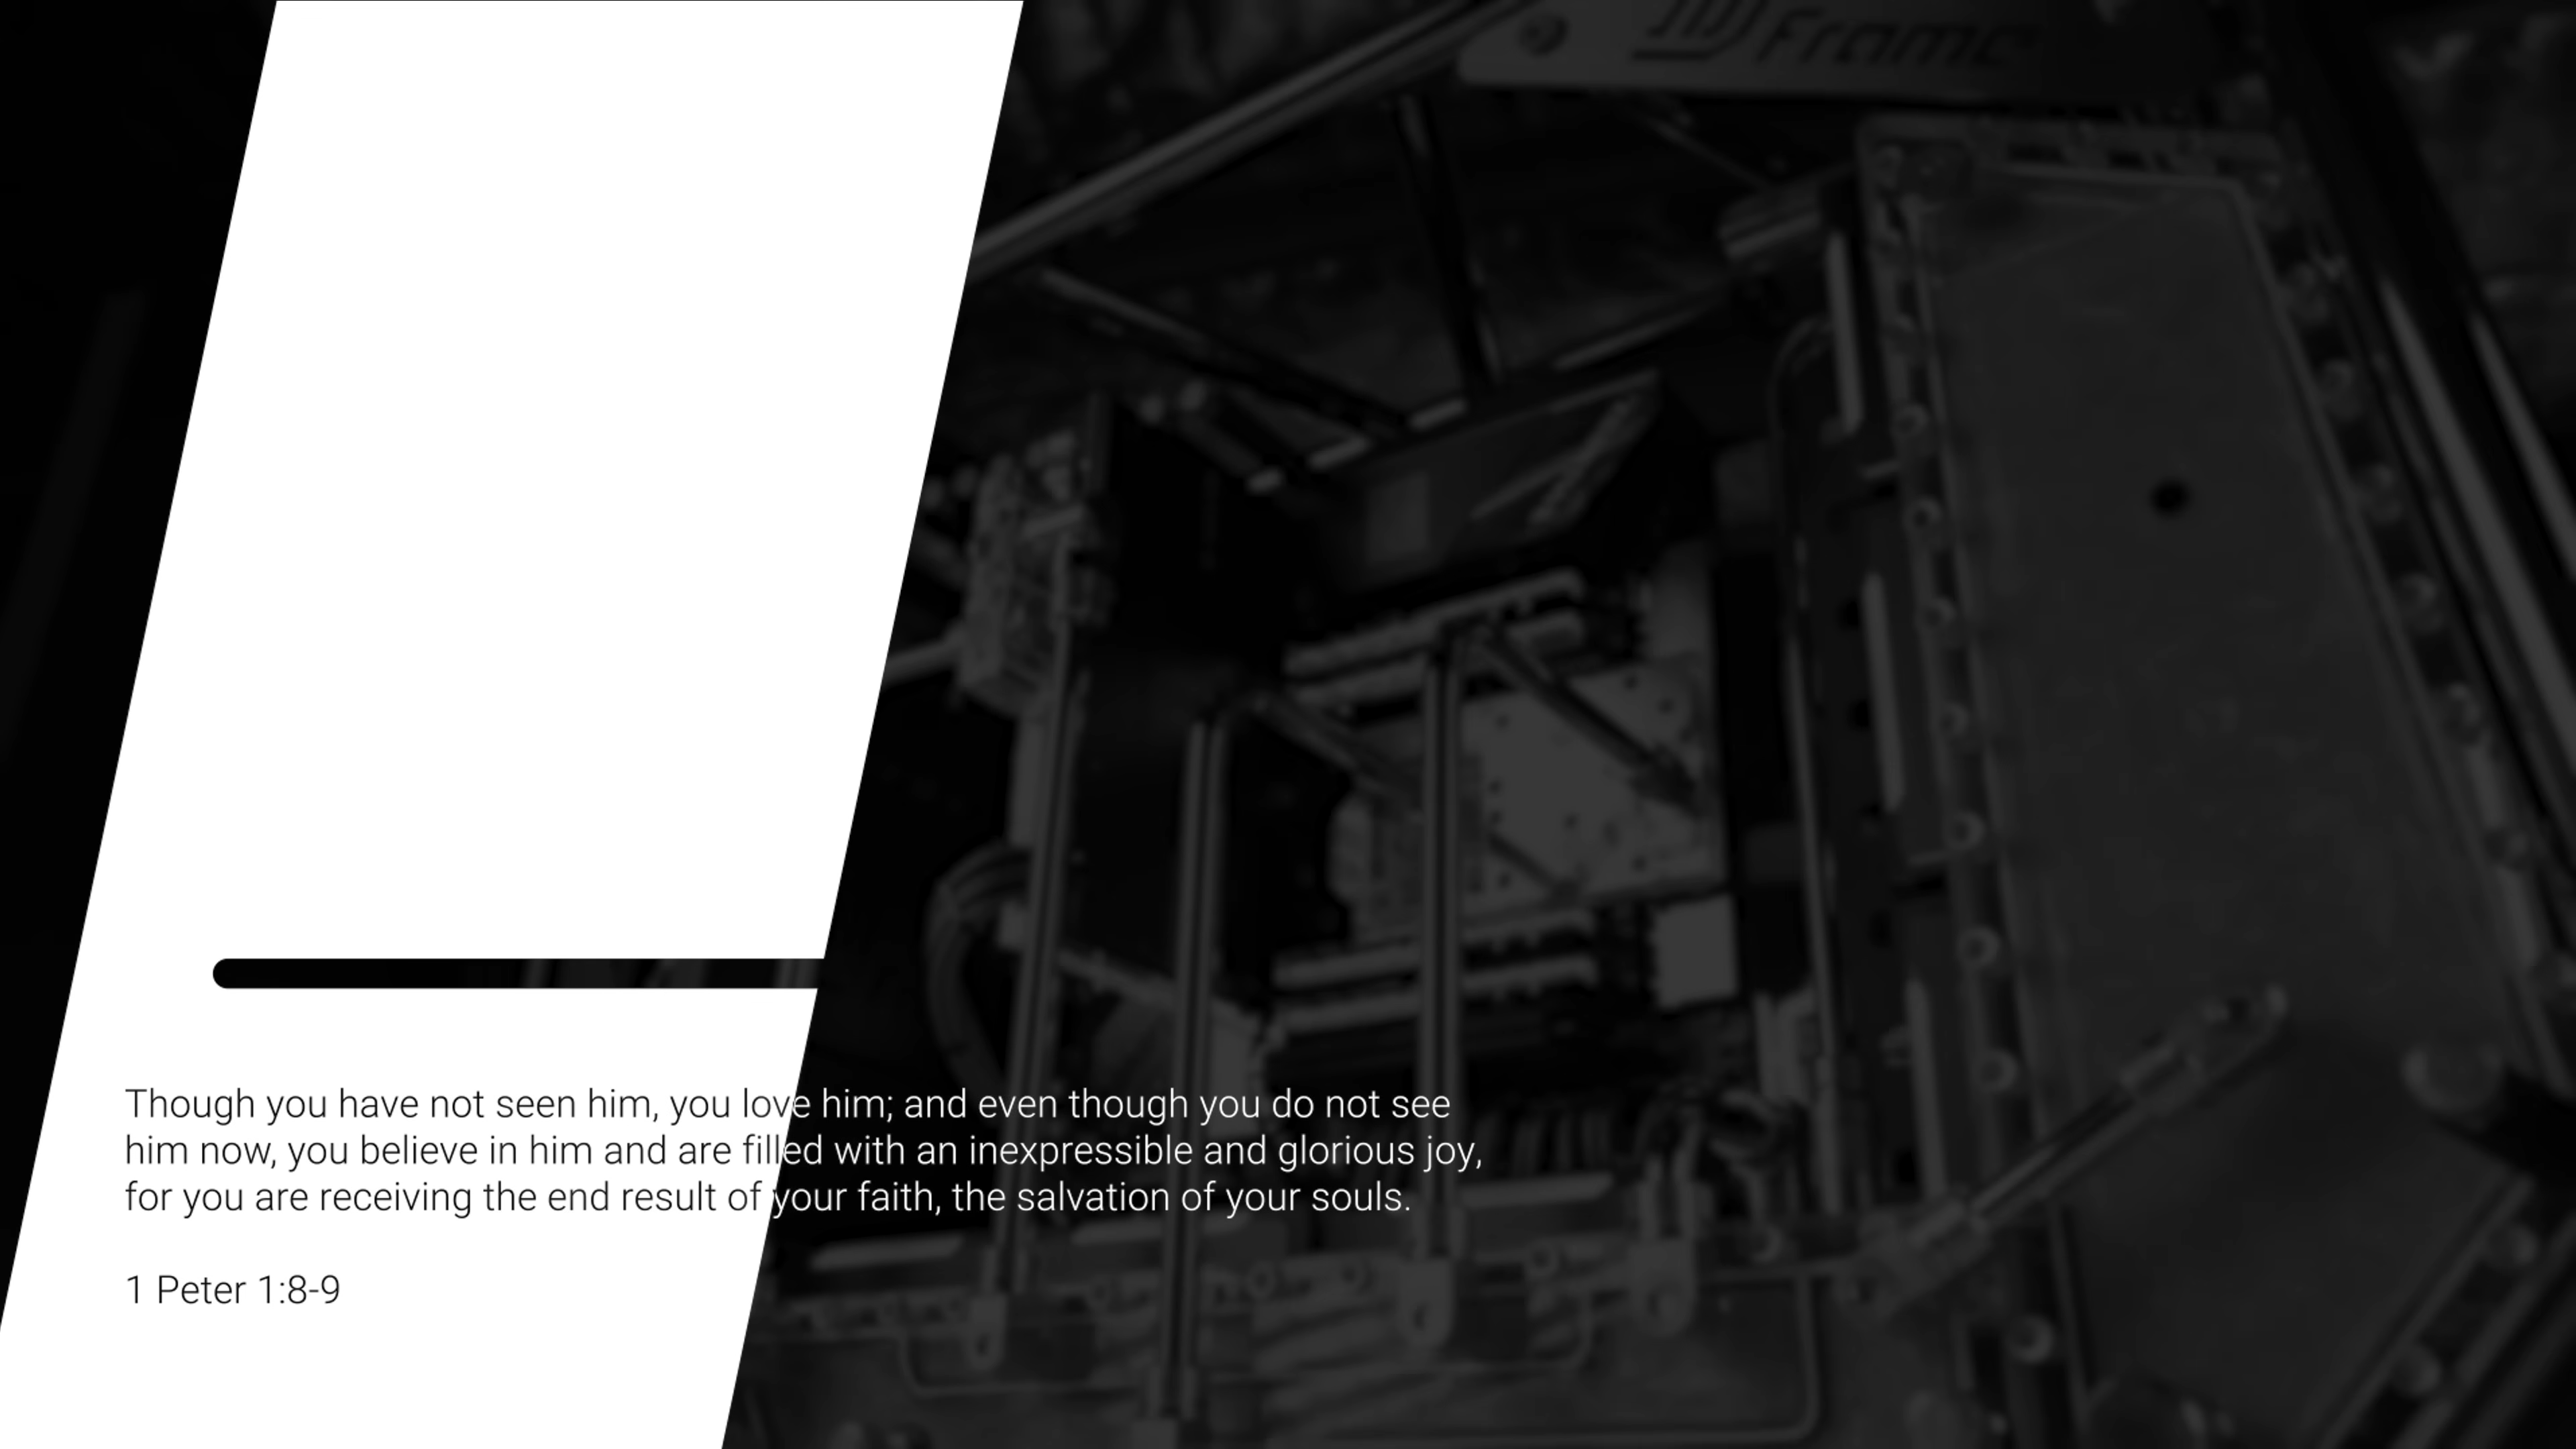 Frame
Though you have not seen him, you love him; and even though you do not see
him now, you believe in him and are filled with an inexpressible and glorious joy,
for you are receiving the end result of your faith, the salvation of your souls.
1 Peter 1:8-9